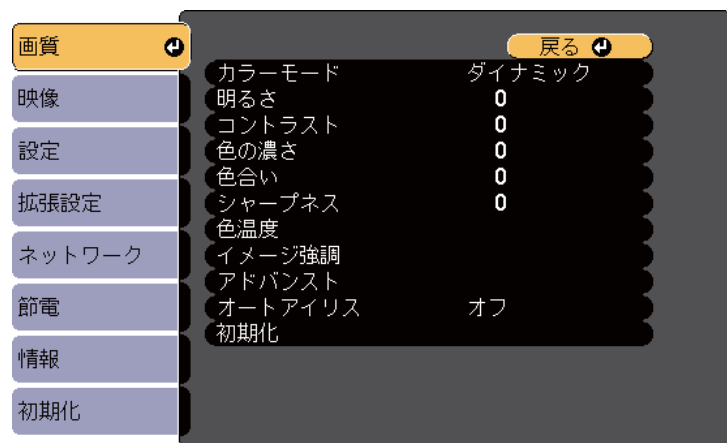 画質
映像
設定
拡張設定
ネットワーク
節電
情報
初期化
戻る
カラーモード ダイナミック
明るさ 0
コントラスト 0
色の濃さ 0
色合い 0
シャープネス 0
色温度
イメージ強調
アドバンスト
オートアイリス オフ
初期化